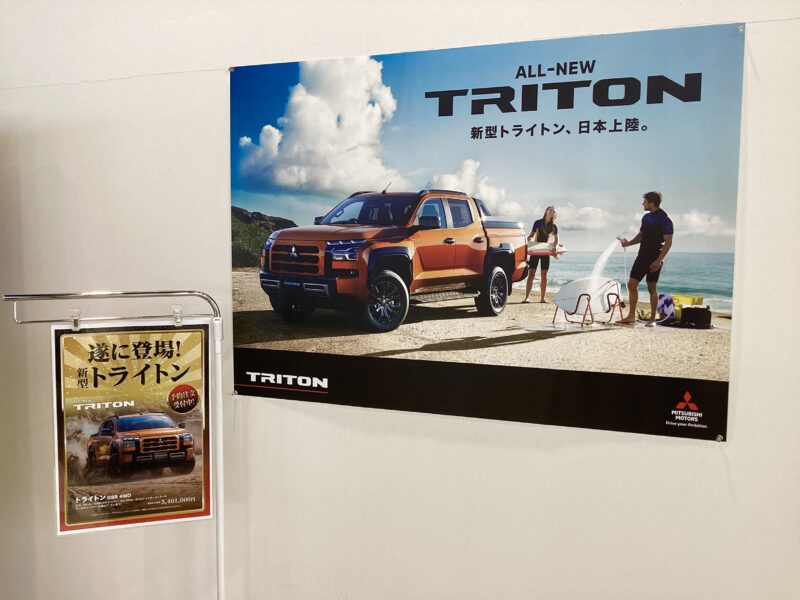 ALL-NEW
TRITON
新型トライトン、日本上陸。
TRITON
MITSUBISHI
MOTORS
Drive your Ambition
遂に登場!
新型トライトン
予約注文
受付中!
TRITON
トライトン GSR 4WD
5,401,000円